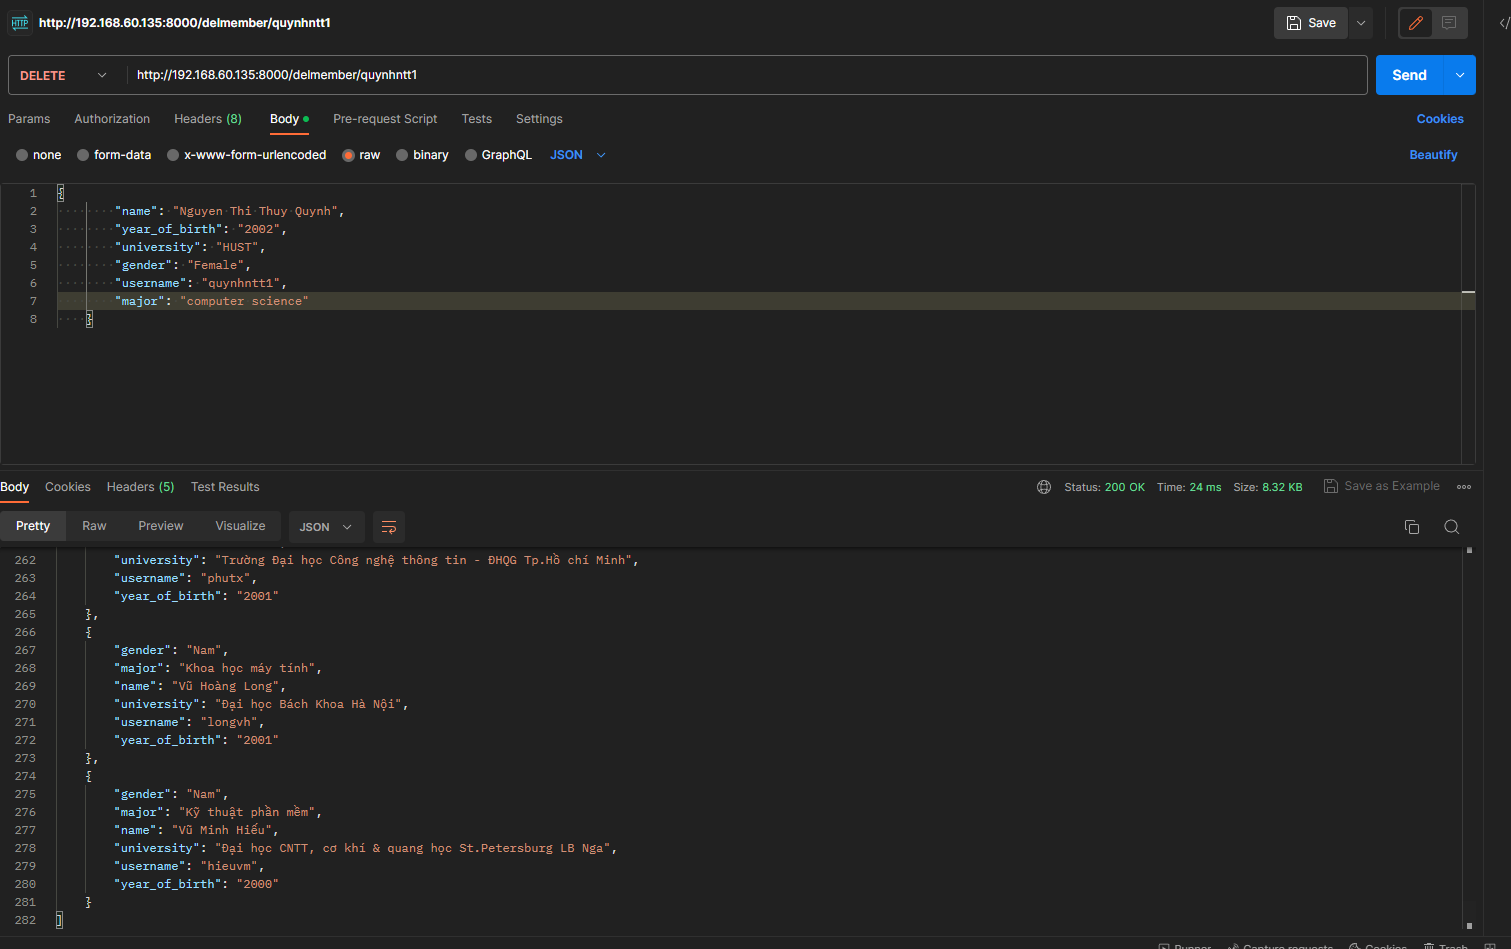 HTTP http://192.168.60.135:8000/delmember/quynhntt1 Save
DELETE http://192.168.60.135:8000/delmember/quynhntt1 Send
Params Authorization Headers (8) Body Pre-request Script Tests Settings Cookies
none form-data x-www-form-urlencoded raw binary GraphQL JSON Beautify
1 {
2 "name": "Nguyen Thi Thuy Quynh",
3 "year_of_birth": "2002",
4 "university": "HUST",
5 "gender": "Female",
6 "username": "quynhntt1",
7 "major": "computer science"
8 }
Body Cookies Headers (5) Test Results Status: 200 OK Time: 24 ms Size: 8.32 KB Save as Example
Pretty Raw Preview Visualize JSON
262 "university": "Trường Đại học Công nghệ thông tin - ĐHQG Tp.Hồ chí Minh",
263 "username": "phutx",
264 "year_of_birth": "2001"
265 },
266 {
267 "gender": "Nam",
268 "major": "Khoa học máy tính",
269 "name": "Vũ Hoàng Long",
270 "university": "Đại học Bách Khoa Hà Nội",
271 "username": "longvh",
272 "year_of_birth": "2001"
273 },
274 {
275 "gender": "Nam",
276 "major": "Kỹ thuật phần mềm",
277 "name": "Vũ Minh Hiếu",
278 "university": "Đại học CNTT, cơ khí & quang học St.Petersburg LB Nga",
279 "username": "hieuvm",
280 "year_of_birth": "2000"
281 }
282 ]
Runner Capture requests Cookies Trash